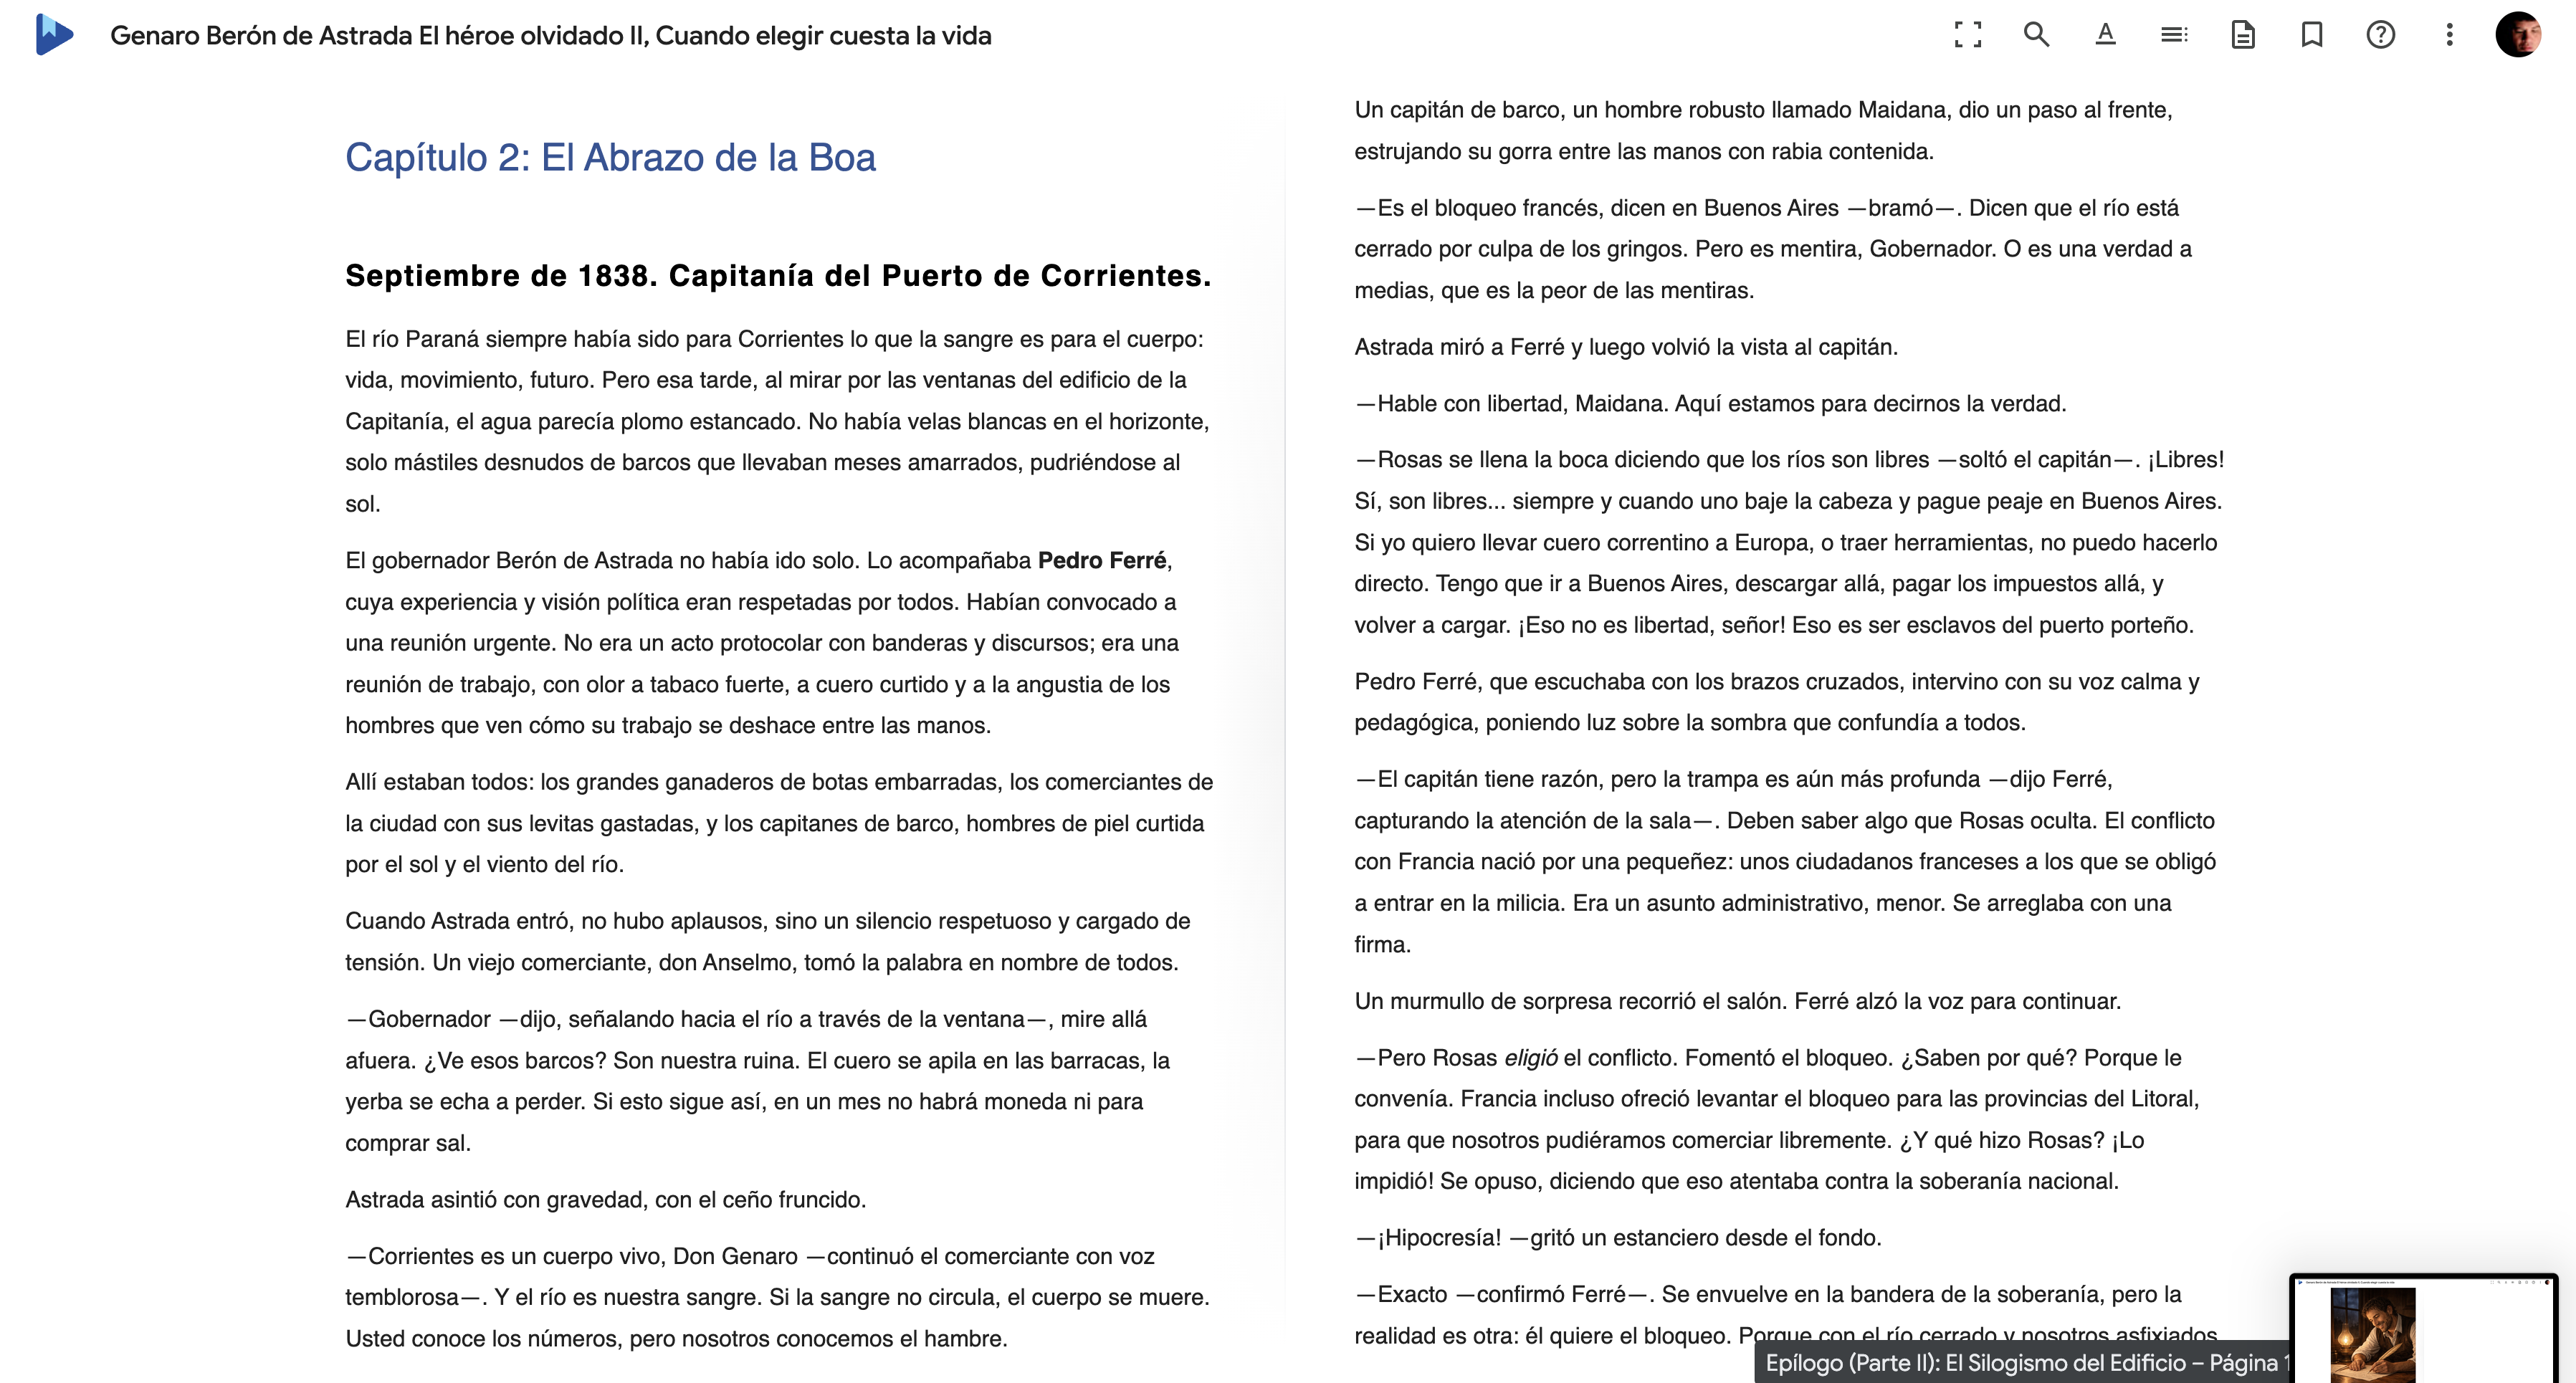 Genaro Berón de Astrada El héroe olvidado II, Cuando elegir cuesta la vida
Capítulo 2: El Abrazo de la Boa
Septiembre de 1838. Capitanía del Puerto de Corrientes.
El río Paraná siempre había sido para Corrientes lo que la sangre es para el cuerpo:
vida, movimiento, futuro. Pero esa tarde, al mirar por las ventanas del edificio de la
Capitanía, el agua parecía plomo estancado. No había velas blancas en el horizonte,
solo mástiles desnudos de barcos que llevaban meses amarrados, pudriéndose al
sol.
El gobernador Berón de Astrada no había ido solo. Lo acompañaba Pedro Ferré,
cuya experiencia y visión política eran respetadas por todos. Habían convocado a
una reunión urgente. No era un acto protocolar con banderas y discursos; era una
reunión de trabajo, con olor a tabaco fuerte, a cuero curtido y a la angustia de los
hombres que ven cómo su trabajo se deshace entre las manos.
Allí estaban todos: los grandes ganaderos de botas embarradas, los comerciantes de
la ciudad con sus levitas gastadas, y los capitanes de barco, hombres de piel curtida
por el sol y el viento del río.
Cuando Astrada entró, no hubo aplausos, sino un silencio respetuoso y cargado de
tensión. Un viejo comerciante, don Anselmo, tomó la palabra en nombre de todos.
—Gobernador —dijo, señalando hacia el río a través de la ventana—, mire allá
afuera. ¿Ve esos barcos? Son nuestra ruina. El cuero se apila en las barracas, la
yerba se echa a perder. Si esto sigue así, en un mes no habrá moneda ni para
comprar sal.
Astrada asintió con gravedad, con el ceño fruncido.
—Corrientes es un cuerpo vivo, Don Genaro —continuó el comerciante con voz
temblorosa—. Y el río es nuestra sangre. Si la sangre no circula, el cuerpo se muere.
Usted conoce los números, pero nosotros conocemos el hambre.
Un capitán de barco, un hombre robusto llamado Maidana, dio un paso al frente,
estrujando su gorra entre las manos con rabia contenida.
—Es el bloqueo francés, dicen en Buenos Aires —bramó—. Dicen que el río está
cerrado por culpa de los gringos. Pero es mentira, Gobernador. O es una verdad a
medias, que es la peor de las mentiras.
Astrada miró a Ferré y luego volvió la vista al capitán.
—Hable con libertad, Maidana. Aquí estamos para decirnos la verdad.
—Rosas se llena la boca diciendo que los ríos son libres —soltó el capitán—. ¡Libres!
Sí, son libres... siempre y cuando uno baje la cabeza y pague peaje en Buenos Aires.
Si yo quiero llevar cuero correntino a Europa, o traer herramientas, no puedo hacerlo
directo. Tengo que ir a Buenos Aires, descargar allá, pagar los impuestos allá, y
volver a cargar. ¡Eso no es libertad, señor! Eso es ser esclavos del puerto porteño.
Pedro Ferré, que escuchaba con los brazos cruzados, intervino con su voz calma y
pedagógica, poniendo luz sobre la sombra que confundía a todos.
—El capitán tiene razón, pero la trampa es aún más profunda —dijo Ferré,
capturando la atención de la sala—. Deben saber algo que Rosas oculta. El conflicto
con Francia nació por una pequeñez: unos ciudadanos franceses a los que se obligó
a entrar en la milicia. Era un asunto administrativo, menor. Se arreglaba con una
firma.
Un murmullo de sorpresa recorrió el salón. Ferré alzó la voz para continuar.
—Pero Rosas eligió el conflicto. Fomentó el bloqueo. ¿Saben por qué? Porque le
convenía. Francia incluso ofreció levantar el bloqueo para las provincias del Litoral,
para que nosotros pudiéramos comerciar libremente. ¿Y qué hizo Rosas? ¡Lo
impidió! Se opuso, diciendo que eso atentaba contra la soberanía nacional.
—¡Hipocresía! —gritó un estanciero desde el fondo.
—Exacto —confirmó Ferré—. Se envuelve en la bandera de la soberanía, pero la
realidad es otra: él quiere el bloqueo. Porque con el río cerrado y nosotros asfixiados
Epílogo (Parte II): El Silogismo del Edificio – Página 1